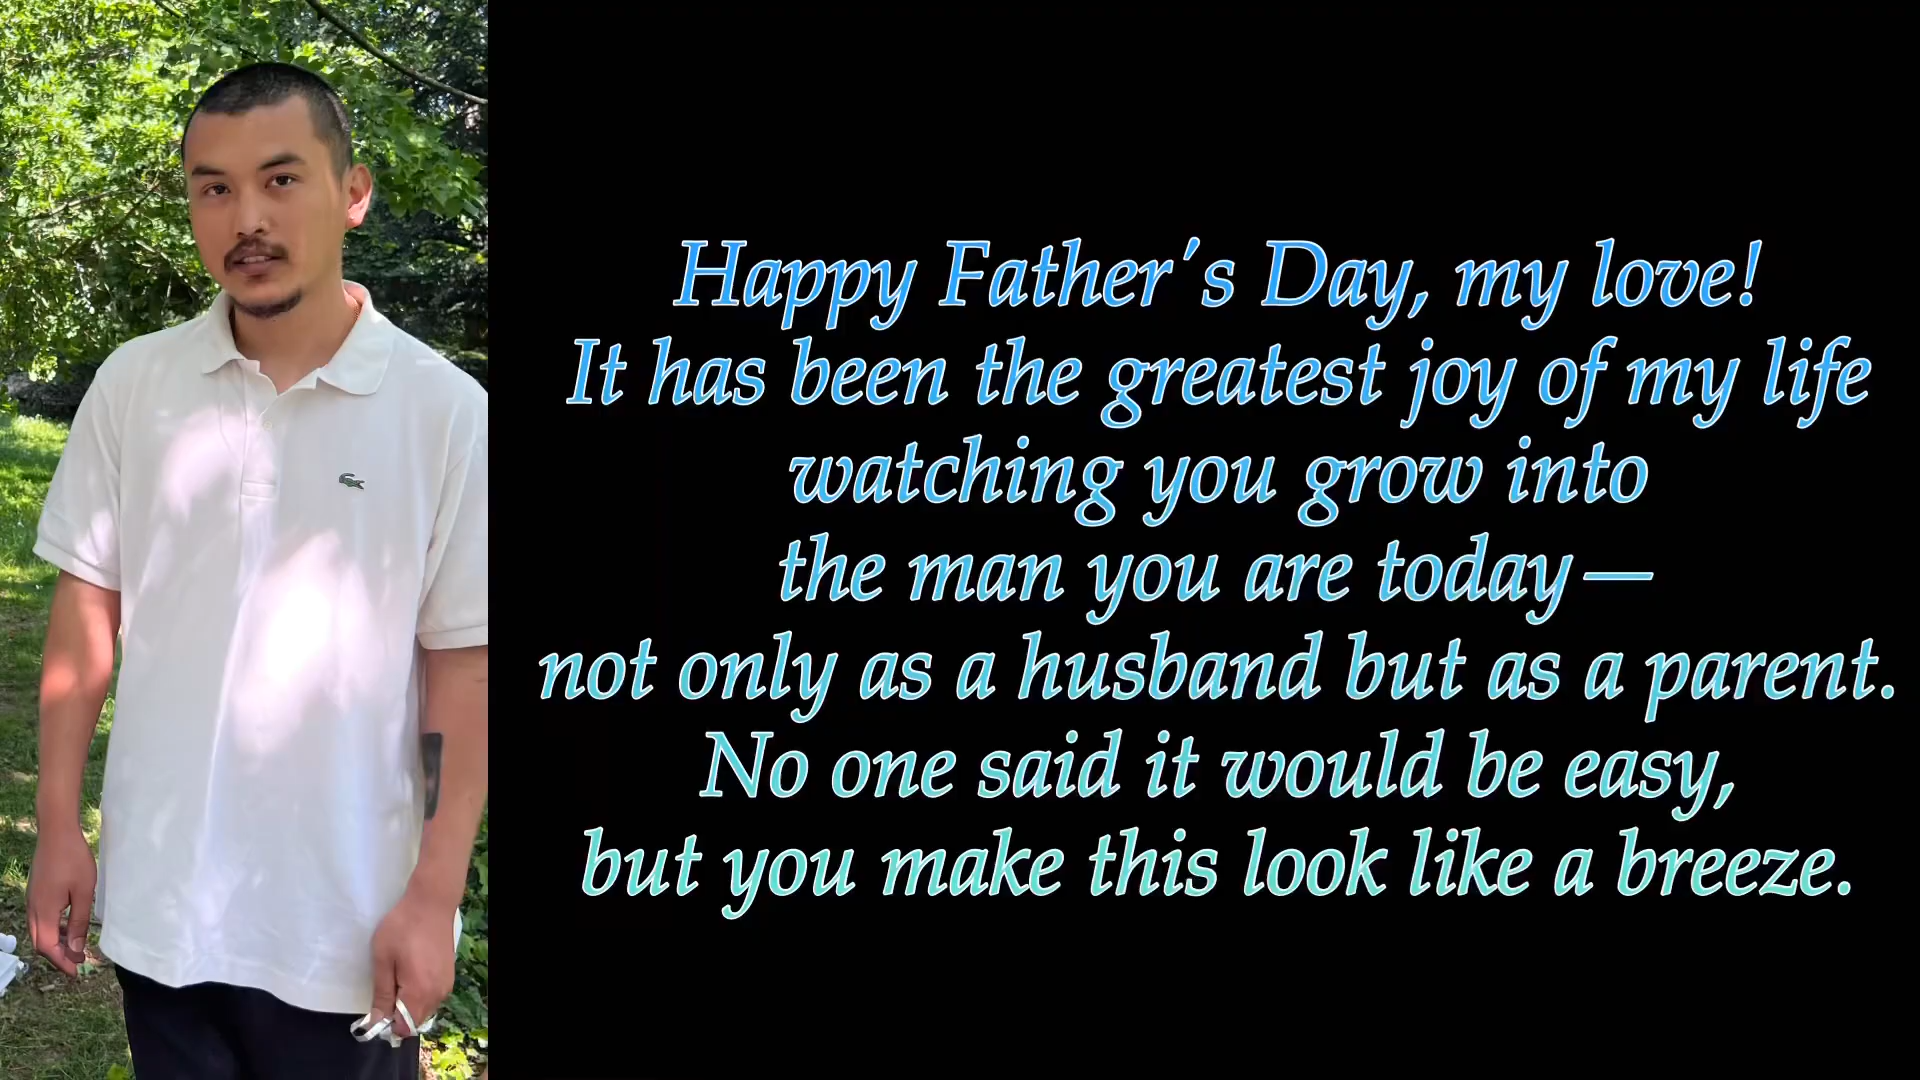 Happy Father's Day, my love!
It has been the greatest joy of my life
watching you grow into
the man you are today—
not only as a husband but as a parent.
No one said it would be easy,
but you make this look like a breeze.